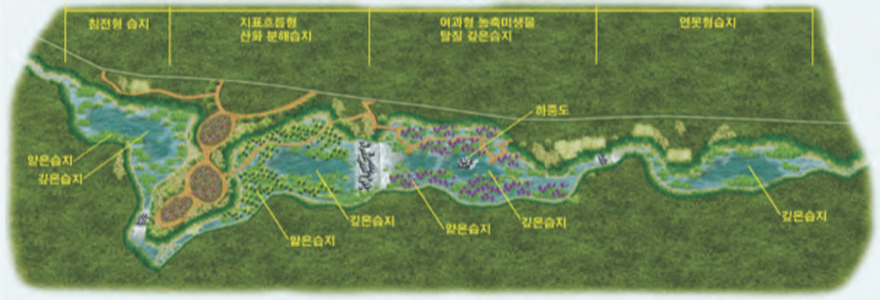 침전형 습지
지표흐름형
산화 분해습지
여과형 농축미생물
탈질 깊은습지
연못형습지
하중도
얕은습지
깊은습지
깊은습지
얕은습지
얕은습지
깊은습지
깊은습지